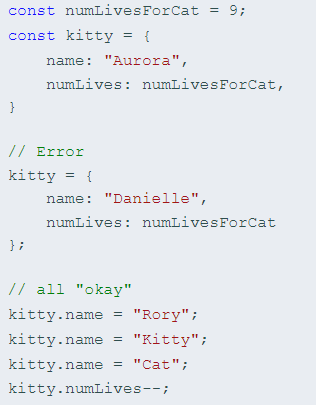 const numLivesForCat = 9;
const kitty = {
    name: "Aurora",
    numLives: numLivesForCat,
}

// Error
kitty = {
    name: "Danielle",
    numLives: numLivesForCat
};

// all "okay"
kitty.name = "Rory";
kitty.name = "Kitty";
kitty.name = "Cat";
kitty.numLives--;